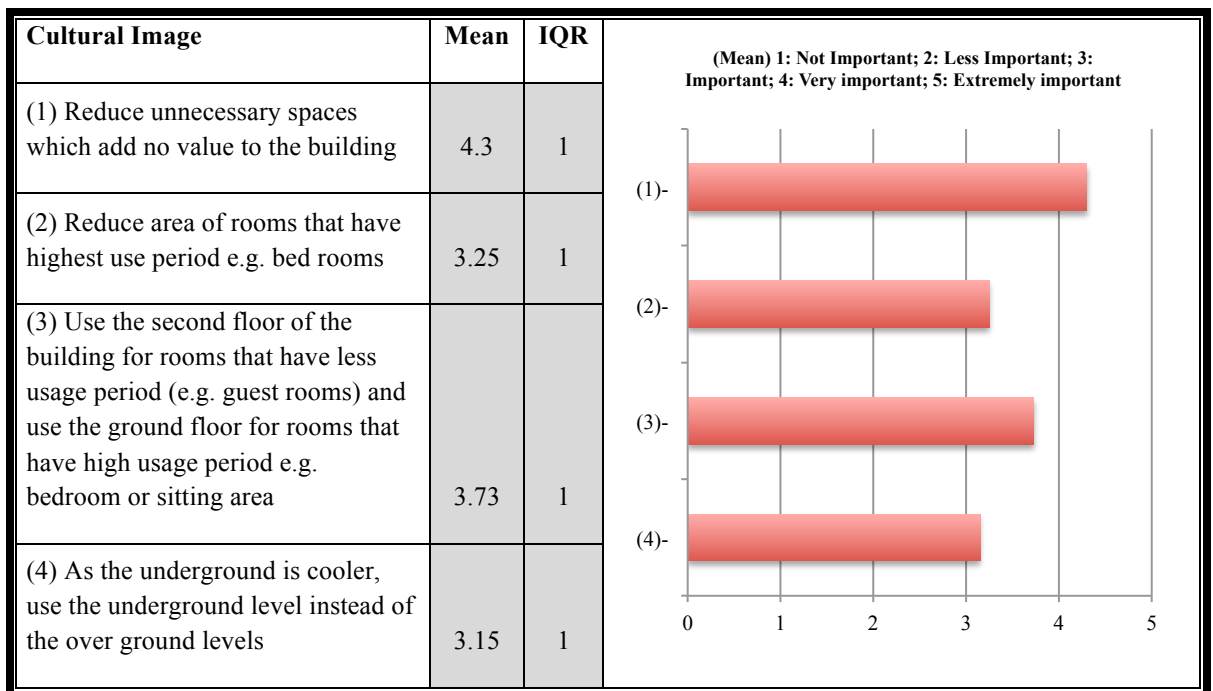 Cultural Image Mean IQR
(1) Reduce unnecessary spaces
which add no value to the building 4.3 1
(2) Reduce area of rooms that have
highest use period e.g. bed rooms 3.25 1
(3) Use the second floor of the
building for rooms that have less
usage period (e.g. guest rooms) and
use the ground floor for rooms that
have high usage period e.g.
bedroom or sitting area 3.73 1
(4) As the underground is cooler,
use the underground level instead of
the over ground levels 3.15 1
(Mean) 1: Not Important; 2: Less Important; 3:
Important; 4: Very important; 5: Extremely important
(1)-
(2)-
(3)-
(4)-
0 1 2 3 4 5